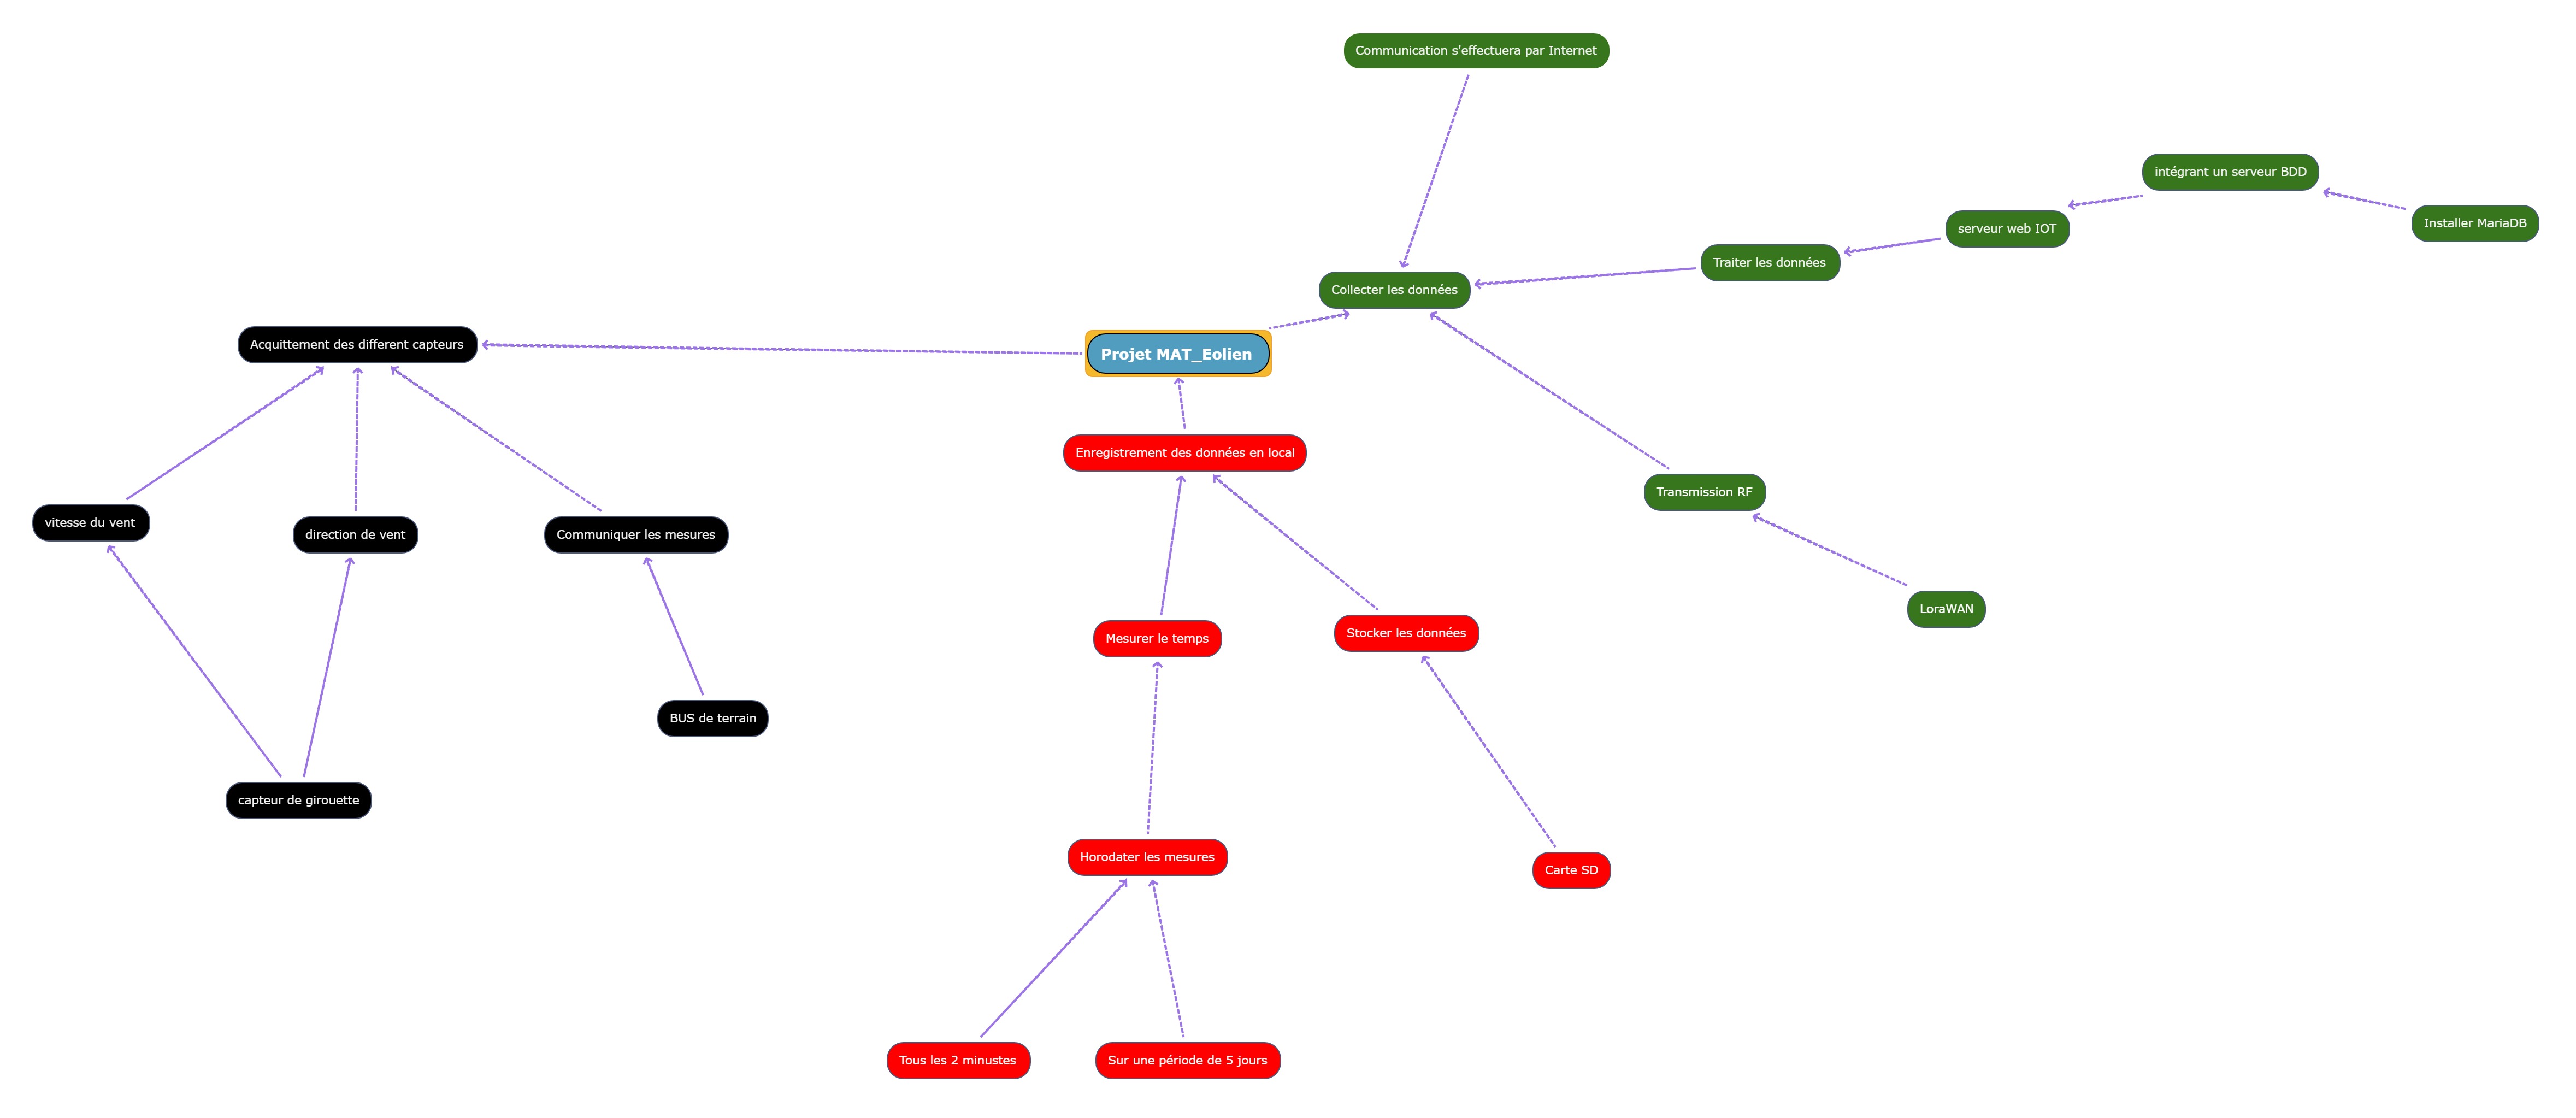 Communication s'effectuera par Internet
intégrant un serveur BDD
Installer MariaDB
serveur web IOT
Traiter les données
Collecter les données
Acquittement des different capteurs
Projet MAT_Eolien
Enregistrement des données en local
Transmission RF
vitesse du vent
direction de vent
Communiquer les mesures
LoraWAN
Mesurer le temps
Stocker les données
BUS de terrain
capteur de girouette
Horodater les mesures
Carte SD
Tous les 2 minustes
Sur une période de 5 jours